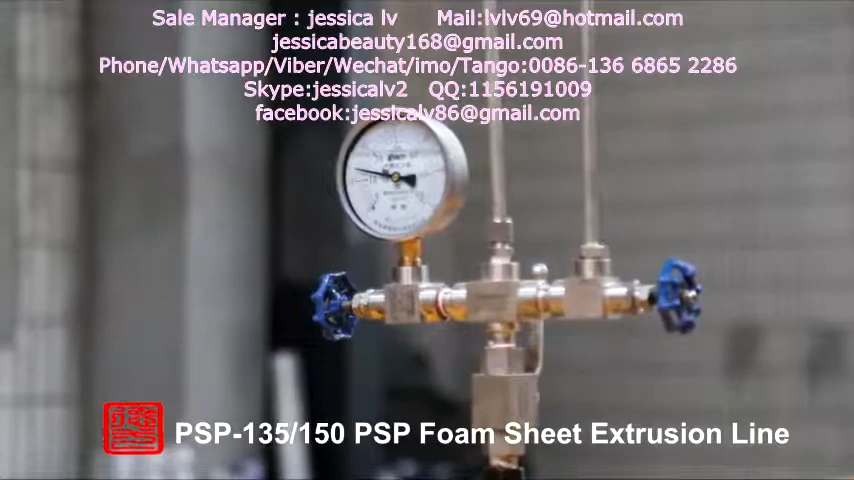 Sale Manager : jessica lv Mail:lvlv69@hotmail.com
jessicabeauty168@gmail.com
Phone/Whatsapp/Viber/Wechat/imo/Tango:0086-136 6865 2286
Skype:jessicalv2 QQ:1156191009
facebook:jessicalv86@gmail.com
PSP-135/150 PSP Foam Sheet Extrusion Line